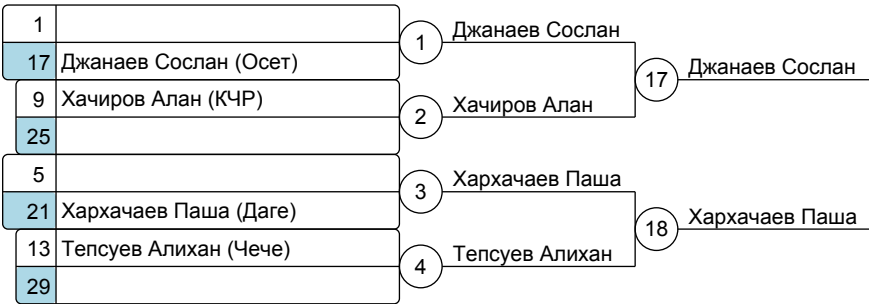 1
17 Джанаев Сослан (Осет)
9 Хачиров Алан (КЧР)
25
5
21 Хархачаев Паша (Даге)
13 Тепсуев Алихан (Чече)
29
1 Джанаев Сослан
2 Хачиров Алан
3 Хархачаев Паша
4 Тепсуев Алихан
17 Джанаев Сослан
18 Хархачаев Паша